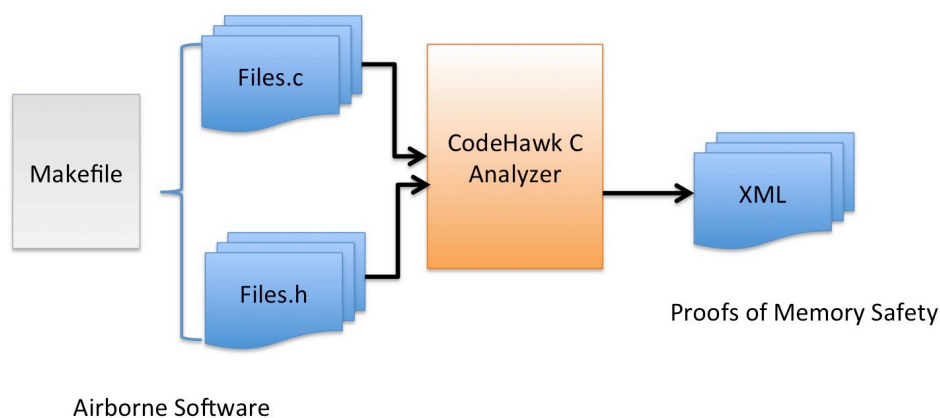 Makefile
Files.c
Files.h
CodeHawk C
Analyzer
XML
Proofs of Memory Safety
Airborne Software